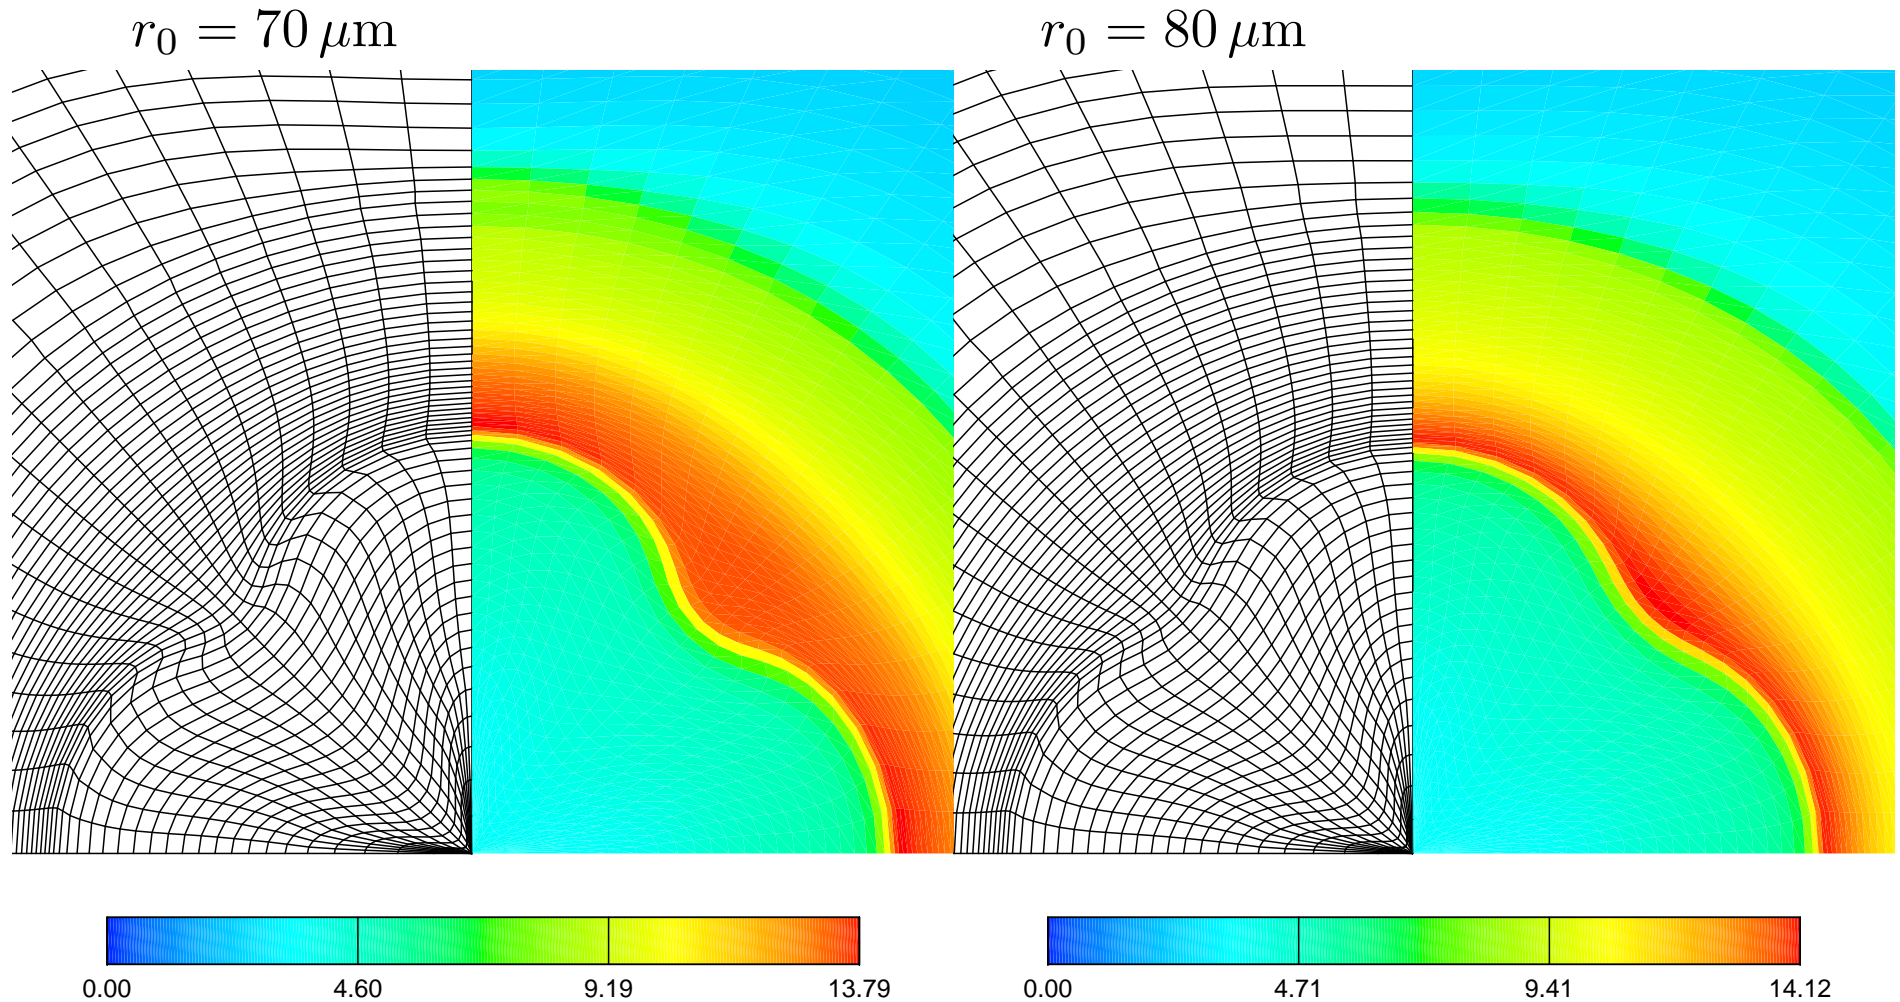 r₀ = 70 μm r₀ = 80 μm
0.00 4.60 9.19 13.79 0.00 4.71 9.41 14.12